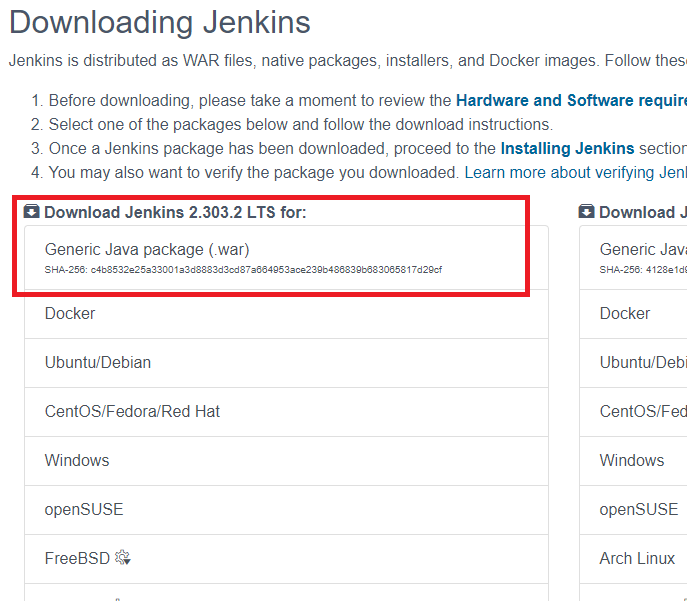 Downloading Jenkins
Jenkins is distributed as WAR files, native packages, installers, and Docker images. Follow these
1. Before downloading, please take a moment to review the Hardware and Software require
2. Select one of the packages below and follow the download instructions.
3. Once a Jenkins package has been downloaded, proceed to the Installing Jenkins section
4. You may also want to verify the package you downloaded. Learn more about verifying Jenk
Download Jenkins 2.303.2 LTS for:
Generic Java package (.war)
SHA-256: c4b8532e25a33001a3d8883d3cd87a664953ace239b486839b683065817d29cf
Docker
Ubuntu/Debian
CentOS/Fedora/Red Hat
Windows
openSUSE
FreeBSD
Download J
Generic Java
SHA-256: 4128e1d9
Docker
Ubuntu/Debi
CentOS/Fed
Windows
openSUSE
Arch Linux